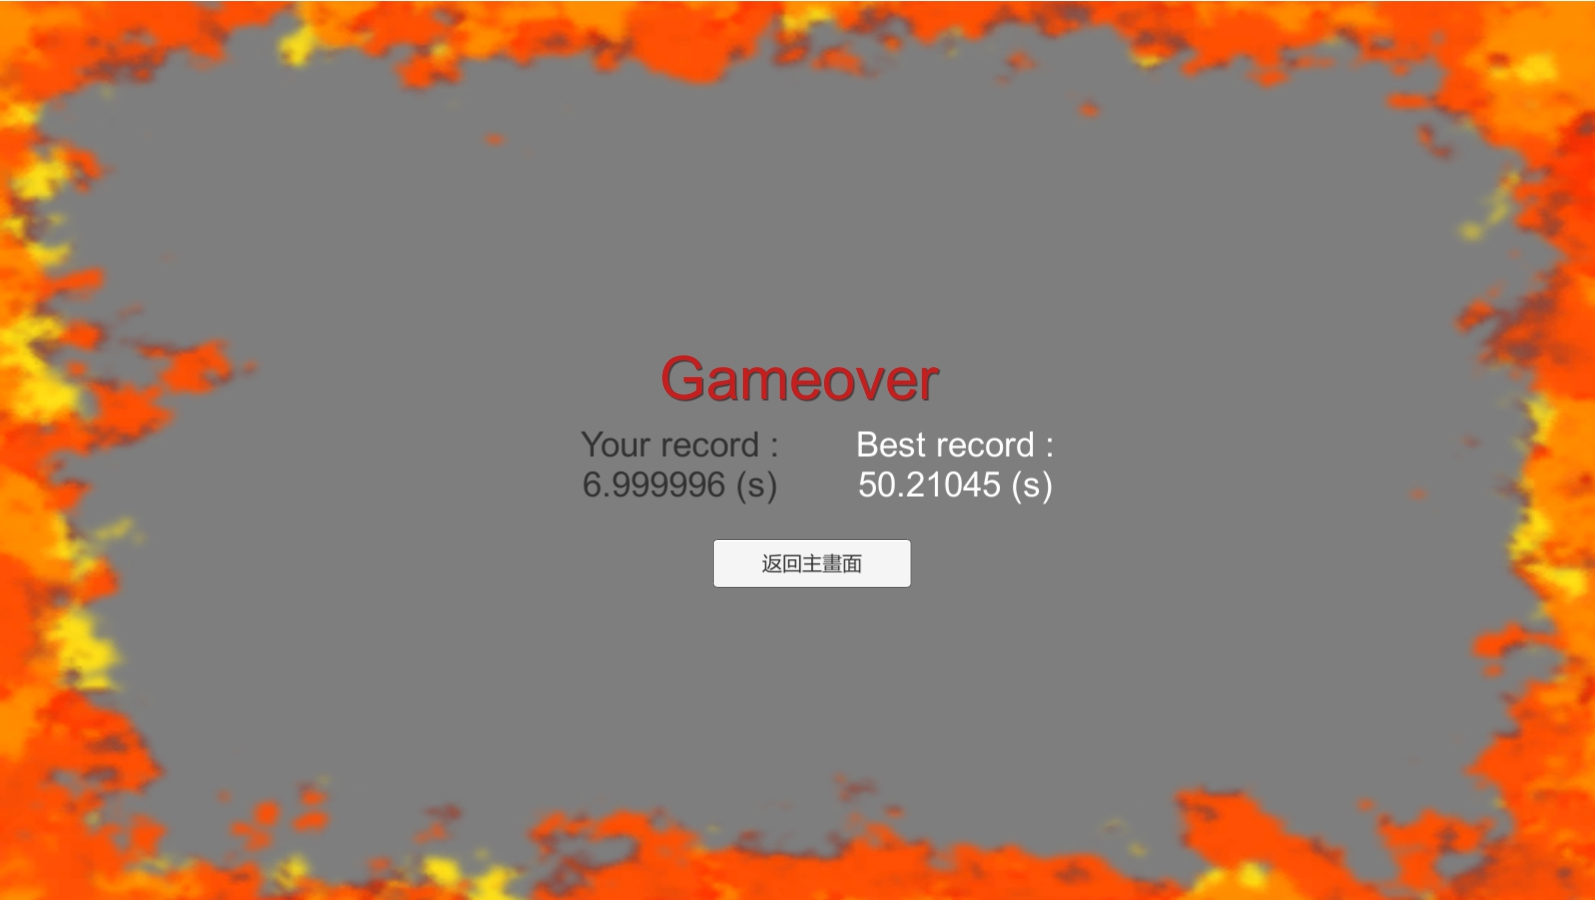 Gameover
Your record :
6.999996 (s)
Best record :
50.21045 (s)
返回主畫面